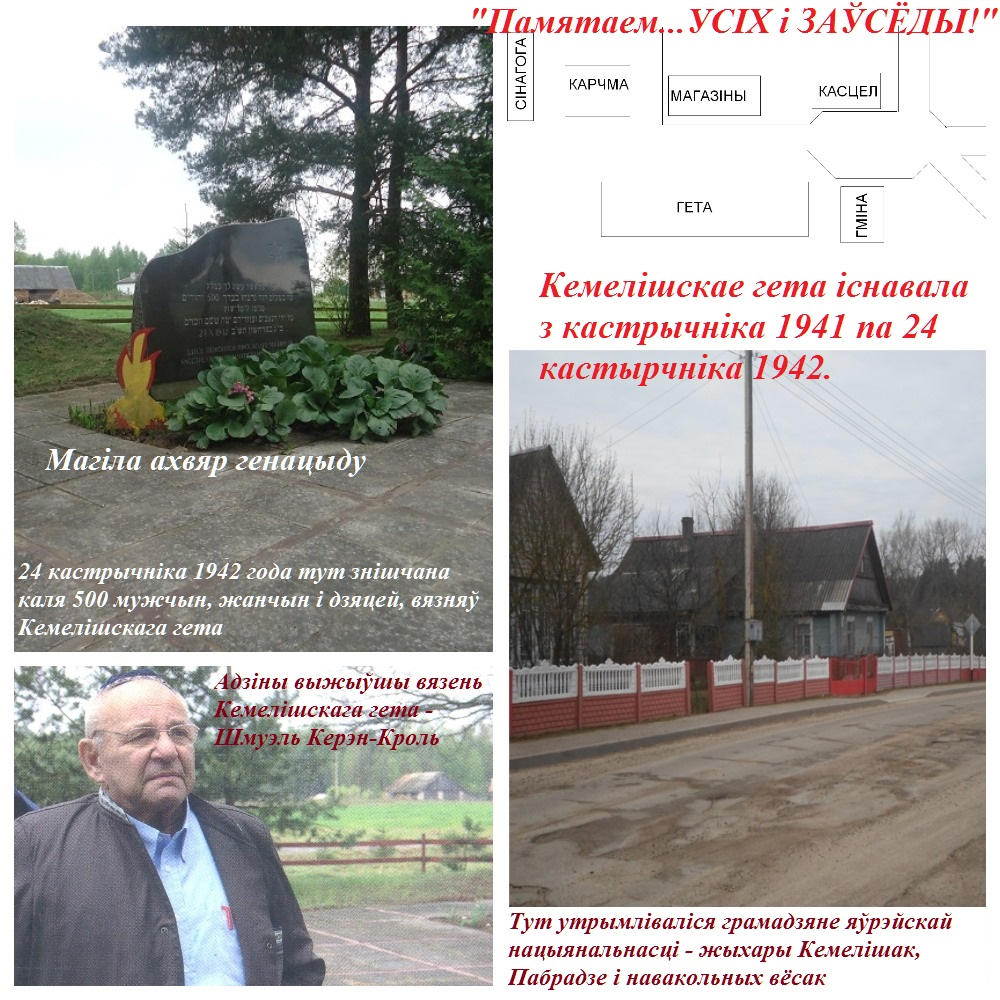 "Памятаем...УСІХ і ЗАЎСЁДЫ!"
СІНАГОГА
КАРЧМА
МАГАЗІНЫ
КАСЦЕЛ
ГЕТА
ГМІНА
Кемелішскае гета існавала
з кастрычніка 1941 па 24
кастырчніка 1942.
Магіла ахвяр генацыду
24 кастрычніка 1942 года тут знішчана
каля 500 мужчын, жанчын і дзяцей, вязняў
Кемелішскага гета
Адзіны выжыўшы вязень
Кемелішскага гета -
Шмуэль Керэн-Кроль
Тут утрымліваліся грамадзяне яўрэйскай
нацыянальнасці - жыхары Кемелішак,
Пабрадзе і навакольных вёсак